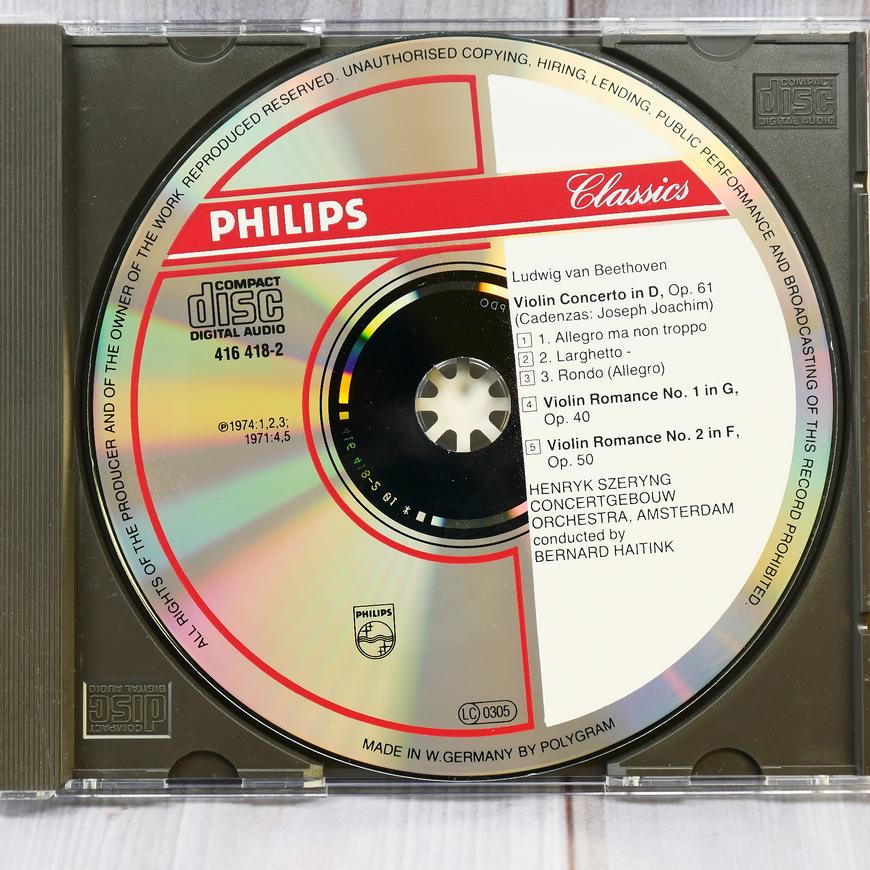 ALL RIGHTS OF THE PRODUCER AND OF THE OWNER OF THE WORK REPRODUCED RESERVED. UNAUTHORISED COPYING, HIRING, LENDING, PUBLIC PERFORMANCE AND BROADCASTING OF THIS RECORD PROHIBITED.
COMPACT
disc
DIGITAL AUDIO
PHILIPS Classics
COMPACT
disc
DIGITAL AUDIO
416 418-2
℗1974:1,2,3;
1971:4,5
Ludwig van Beethoven
Violin Concerto in D, Op. 61
(Cadenzas: Joseph Joachim)
1 1. Allegro ma non troppo
2 2. Larghetto -
3 3. Rondo (Allegro)
4 Violin Romance No. 1 in G,
Op. 40
5 Violin Romance No. 2 in F,
Op. 50
HENRYK SZERYNG
CONCERTGEBOUW
ORCHESTRA, AMSTERDAM
conducted by
BERNARD HAITINK
PDO
PHILIPS
LC 0305
MADE IN W.GERMANY BY POLYGRAM
COMPACT
disc
DIGITAL AUDIO